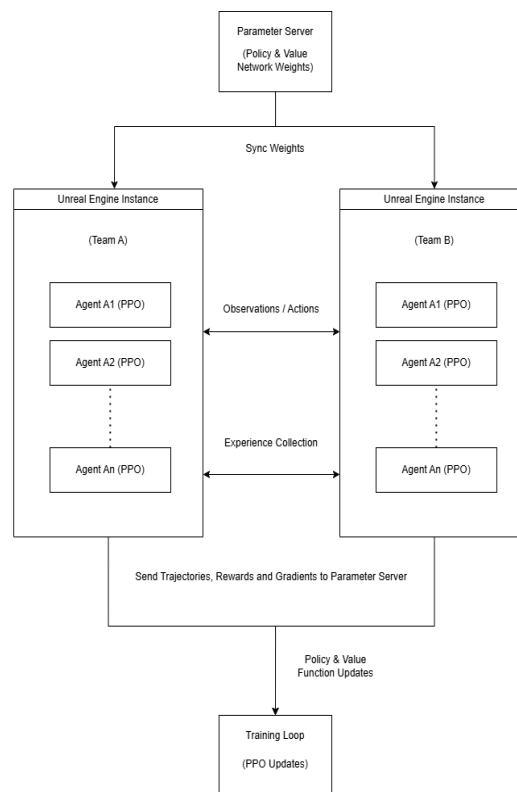 Parameter Server
(Policy & Value
Network Weights)
Sync Weights
Unreal Engine Instance
(Team A)
Agent A1 (PPO)
Agent A2 (PPO)
Agent An (PPO)
Observations / Actions
Experience Collection
Unreal Engine Instance
(Team B)
Agent A1 (PPO)
Agent A2 (PPO)
Agent An (PPO)
Send Trajectories, Rewards and Gradients to Parameter Server
Policy & Value
Function Updates
Training Loop
(PPO Updates)